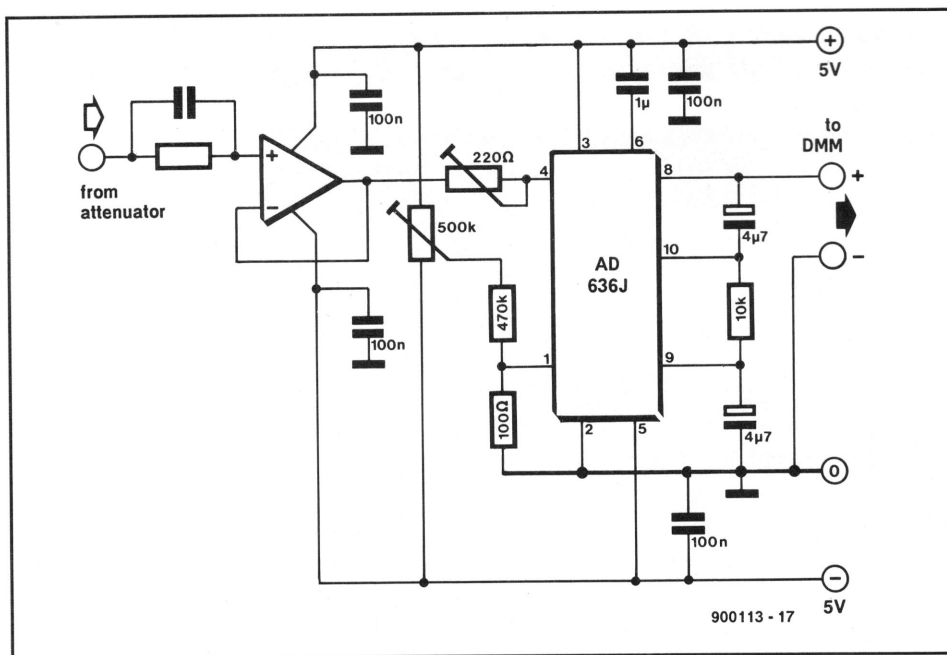 +
5V
100n
1µ
100n
to
DMM
from
attenuator
+
−
220Ω
4
3
6
8
+
500k
4µ7
10
−
AD
636J
100n
470k
10k
1
9
100Ω
2
5
4µ7
0
100n
−
5V
900113 - 17